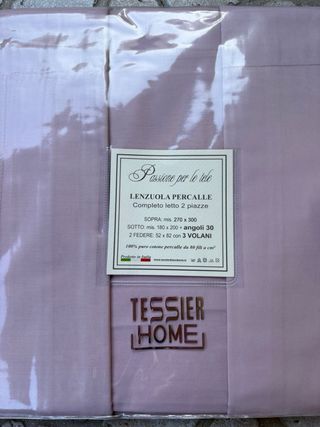 Passione per le tele
LENZUOLA PERCALLE
Completo letto 2 piazze
SOPRA: mis. 270 x 300
SOTTO: mis. 180 x 200 + angoli 30
2 FEDERE: 52 x 82 con 3 VOLANI
100% puro cotone percalle da 80 fili a cm²
Prodotto in Italia
TESSIER
HOME